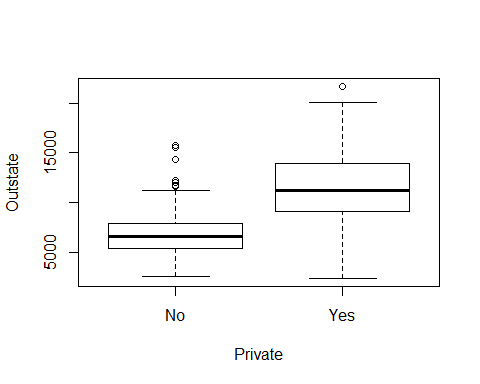 Outstate
15000
5000
No Yes
Private